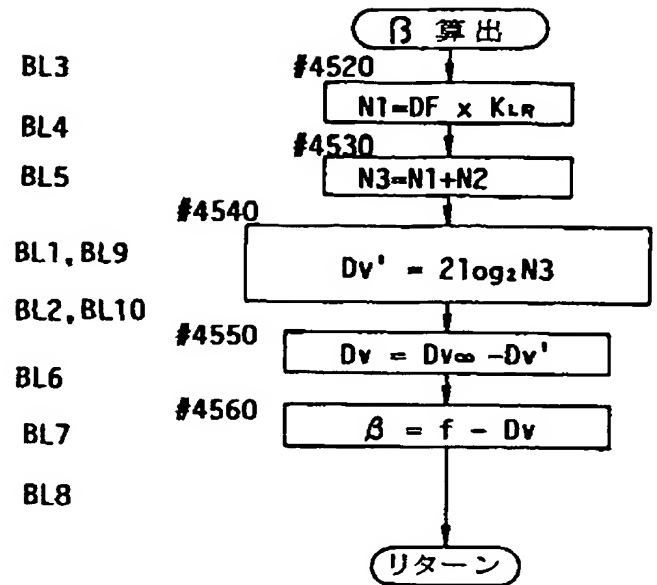 β 算出
BL3
#4520
N1=DF x KLR
BL4
#4530
BL5
N3=N1+N2
#4540
BL1,BL9
Dv' = 2log₂N3
BL2,BL10
#4550
Dv = Dv∞ -Dv'
BL6
#4560
BL7
β = f - Dv
BL8
リターン